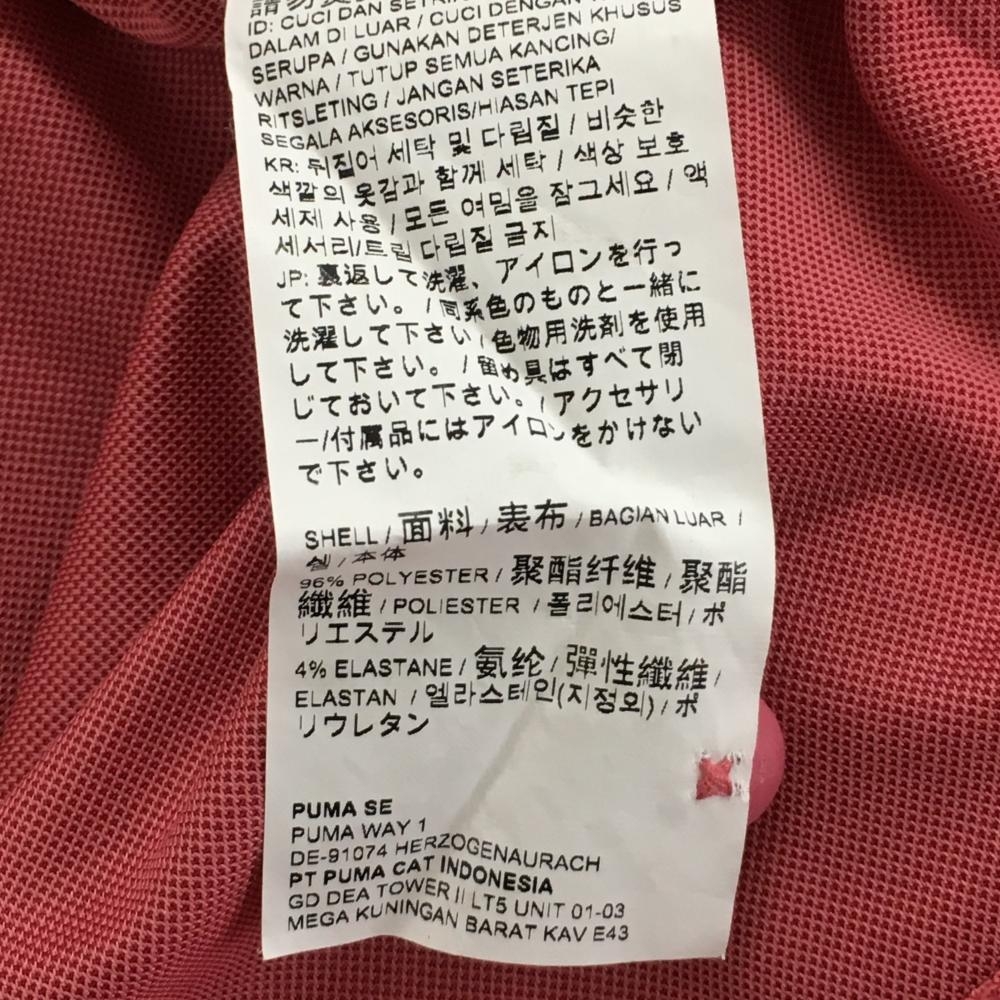 請勿
ID: CUCI DAN
DALAM DI LUAR / CUCI DENGAN
SERUPA / GUNAKAN DETERJEN KHUSUS
WARNA / TUTUP SEMUA KANCING/
RITSLETING / JANGAN SETERIKA
SEGALA AKSESORIS/HIASAN TEPI
KR: 뒤집어 세탁 및 다림질 / 비슷한
색깔의 옷감과 함께 세탁 / 색상 보호
세제 사용 / 모든 여밈을 잠그세요 / 액
세서리/트림 다림질 금지
JP: 裏返して洗濯、アイロンを行っ
て下さい。/同系色のものと一緒に
洗濯して下さい/色物用洗剤を使用
して下さい。/留め具はすべて閉
じておいて下さい。/アクセサリ
ー/付属品にはアイロンをかけない
で下さい。
SHELL / 面料 / 表布 / BAGIAN LUAR /
쉘 / 本体
96% POLYESTER / 聚酯纤维 / 聚酯
纖維 / POLIESTER / 폴리에스터 / ポ
リエステル
4% ELASTANE / 氨纶 / 彈性纖維 /
ELASTAN / 엘라스테인(지정외) / ポ
リウレタン
PUMA SE
PUMA WAY 1
DE-91074 HERZOGENAURACH
PT PUMA CAT INDONESIA
GD DEA TOWER II LT5 UNIT 01-03
MEGA KUNINGAN BARAT KAV E43